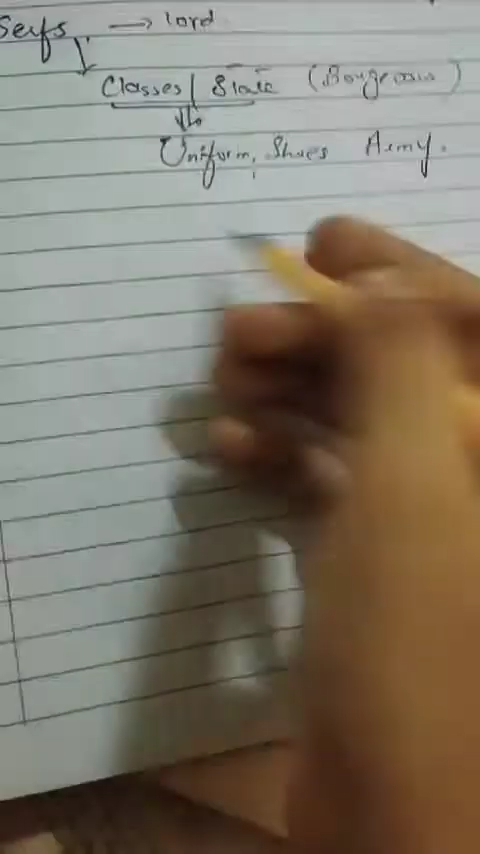 Serfs → lord
Classes / State (Bourgeois)
Uniform, Shoes Army.